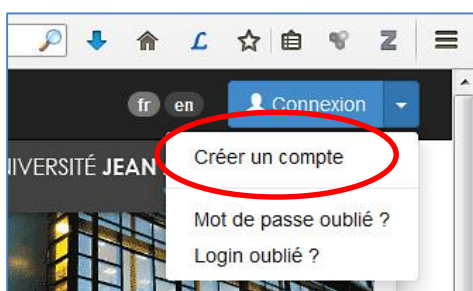 fr en Connexion
IVERSITÉ JEAN
Créer un compte
Mot de passe oublié ?
Login oublié ?